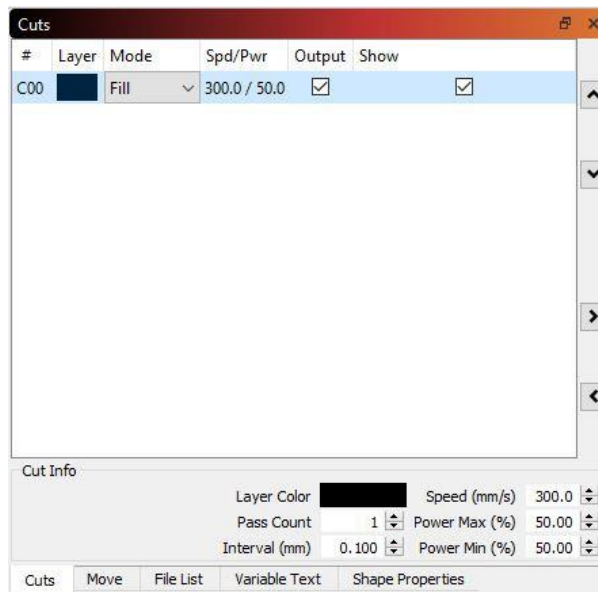 Cuts
# Layer Mode Spd/Pwr Output Show
C00 Fill 300.0 / 50.0
Cut Info
Layer Color Speed (mm/s) 300.0
Pass Count 1 Power Max (%) 50.00
Interval (mm) 0.100 Power Min (%) 50.00
Cuts Move File List Variable Text Shape Properties